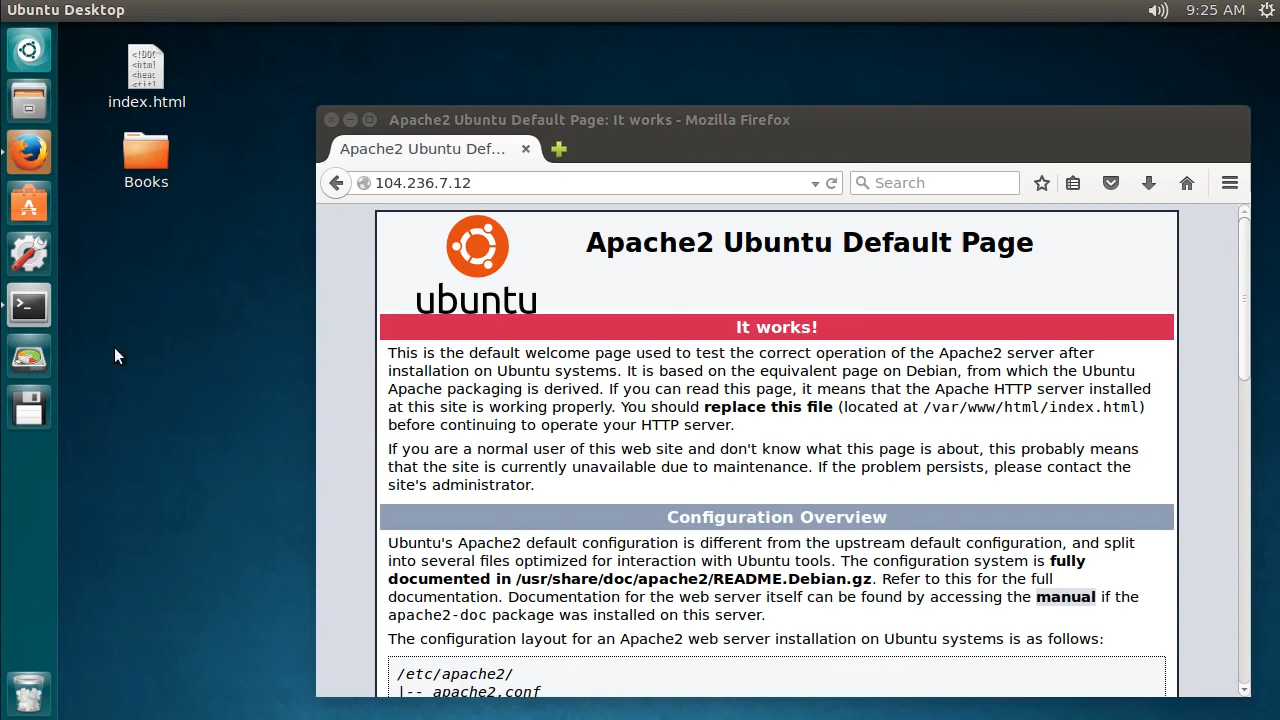 Ubuntu Desktop
9:25 AM
<!DOC
<html
<head
<titl
index.html
Books
Apache2 Ubuntu Default Page: It works - Mozilla Firefox
Apache2 Ubuntu Def...
104.236.7.12
Search
Apache2 Ubuntu Default Page
ubuntu
It works!
This is the default welcome page used to test the correct operation of the Apache2 server after
installation on Ubuntu systems. It is based on the equivalent page on Debian, from which the Ubuntu
Apache packaging is derived. If you can read this page, it means that the Apache HTTP server installed
at this site is working properly. You should replace this file (located at /var/www/html/index.html)
before continuing to operate your HTTP server.
If you are a normal user of this web site and don't know what this page is about, this probably means
that the site is currently unavailable due to maintenance. If the problem persists, please contact the
site's administrator.
Configuration Overview
Ubuntu's Apache2 default configuration is different from the upstream default configuration, and split
into several files optimized for interaction with Ubuntu tools. The configuration system is fully
documented in /usr/share/doc/apache2/README.Debian.gz. Refer to this for the full
documentation. Documentation for the web server itself can be found by accessing the manual if the
apache2-doc package was installed on this server.
The configuration layout for an Apache2 web server installation on Ubuntu systems is as follows:
/etc/apache2/
|-- apache2.conf